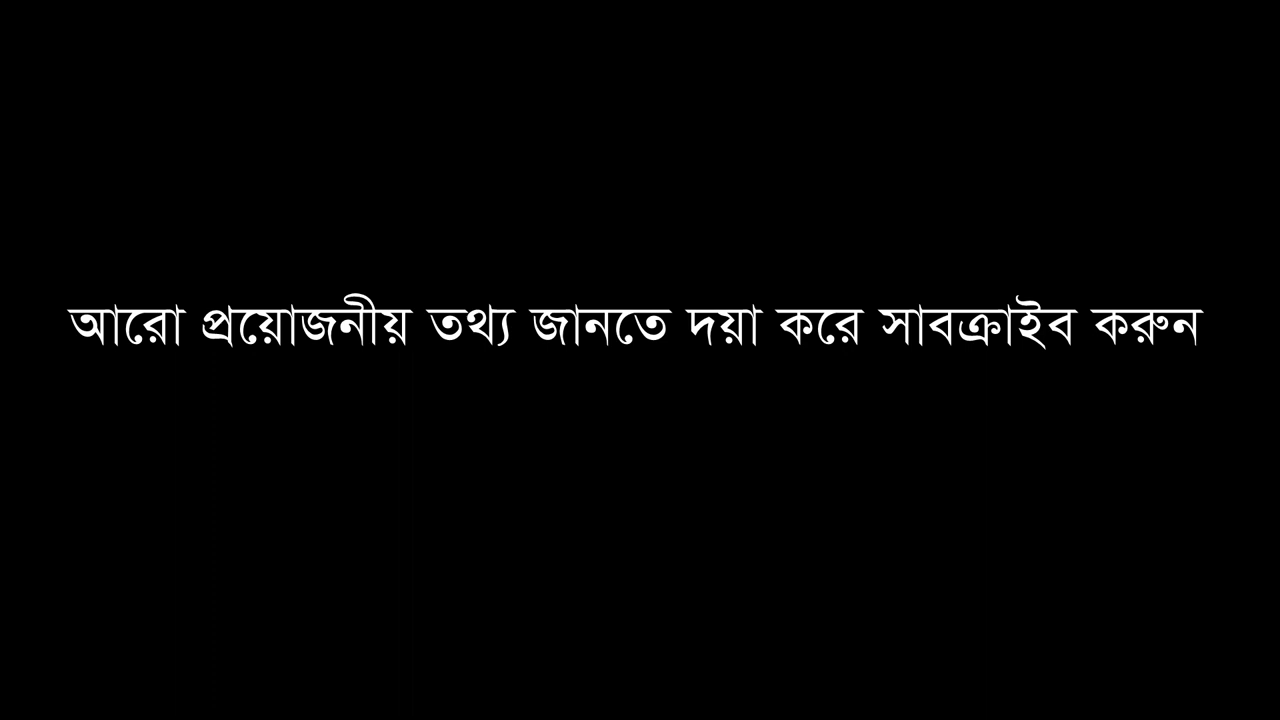 আরো প্রয়োজনীয় তথ্য জানতে দয়া করে সাবক্রাইব করুন